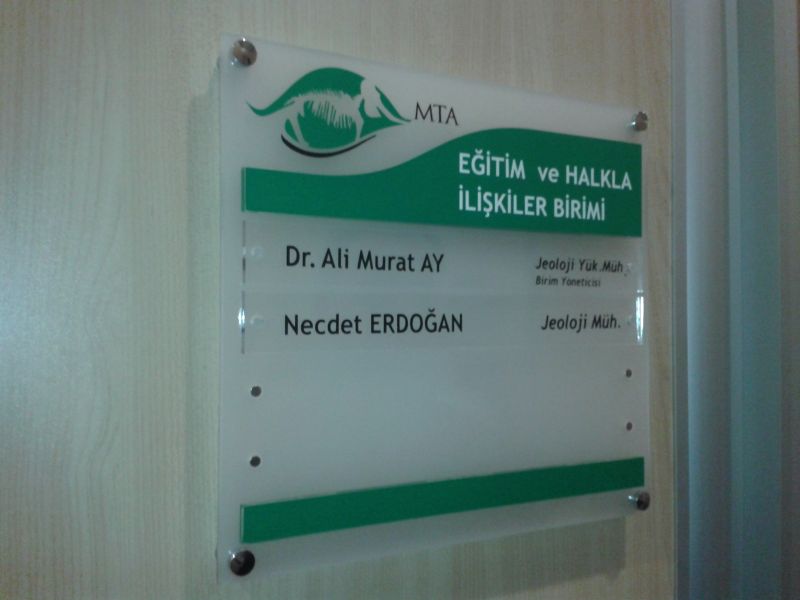 MTA
EĞİTİM ve HALKLA
İLİŞKİLER BİRİMİ
Dr. Ali Murat AY
Jeoloji Yük.Müh.
Birim Yöneticisi
Necdet ERDOĞAN
Jeoloji Müh.